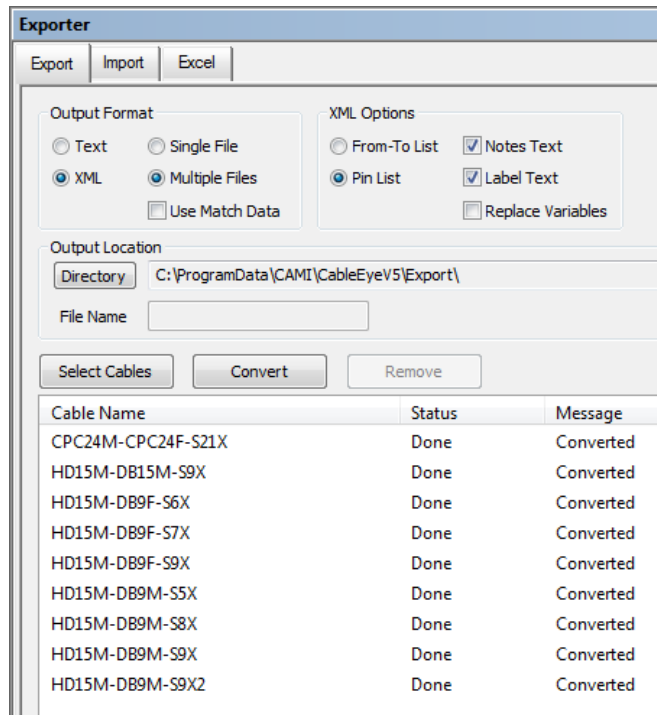 Exporter
Export Import Excel
Output Format XML Options
Text Single File From-To List Notes Text
XML Multiple Files Pin List Label Text
Use Match Data Replace Variables
Output Location
Directory C:\ProgramData\CAMI\CableEyeV5\Export\
File Name
Select Cables Convert Remove
Cable Name Status Message
CPC24M-CPC24F-S21X Done Converted
HD15M-DB15M-S9X Done Converted
HD15M-DB9F-S6X Done Converted
HD15M-DB9F-S7X Done Converted
HD15M-DB9F-S9X Done Converted
HD15M-DB9M-S5X Done Converted
HD15M-DB9M-S8X Done Converted
HD15M-DB9M-S9X Done Converted
HD15M-DB9M-S9X2 Done Converted